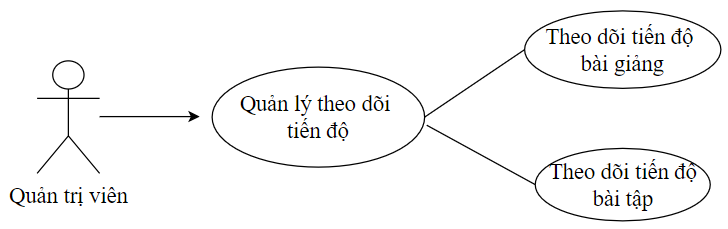 Theo dõi tiến độ
bài giảng
Quản lý theo dõi
tiến độ
Theo dõi tiến độ
bài tập
Quản trị viên